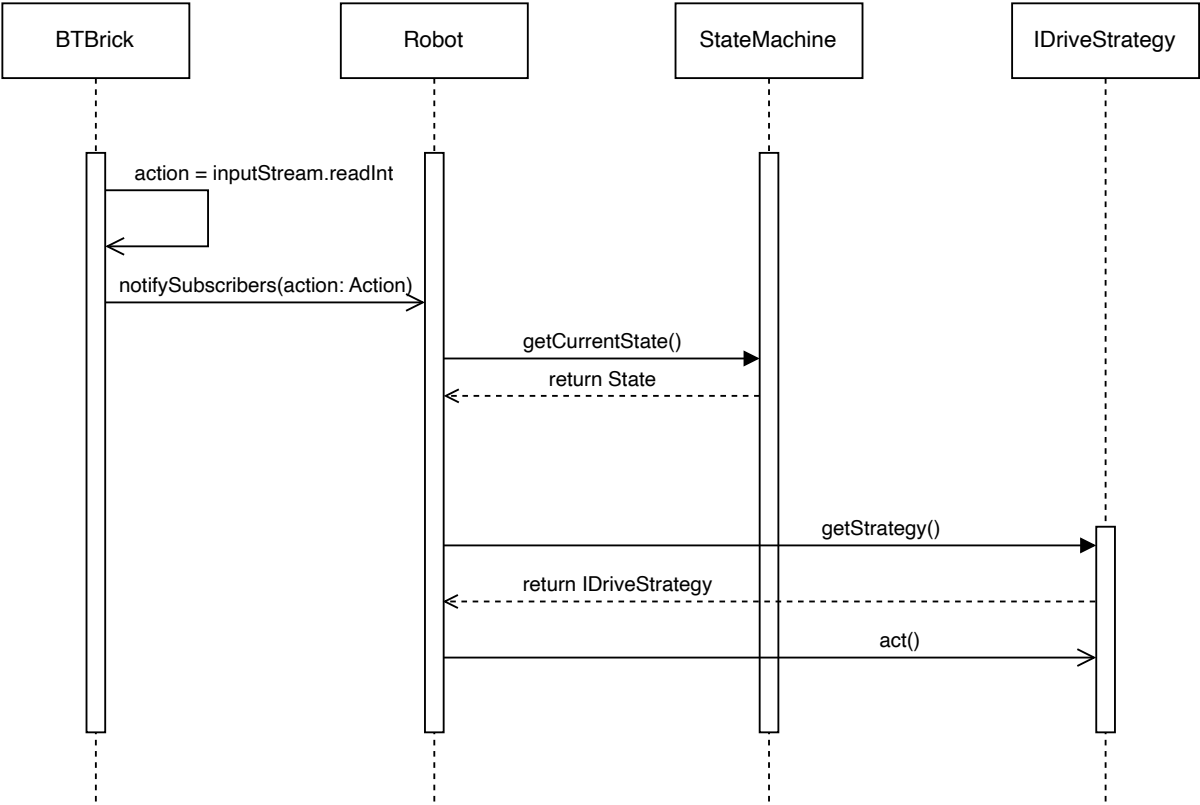 BTBrick
Robot
StateMachine
IDriveStrategy
action = inputStream.readInt
notifySubscribers(action: Action)
getCurrentState()
return State
getStrategy()
return IDriveStrategy
act()